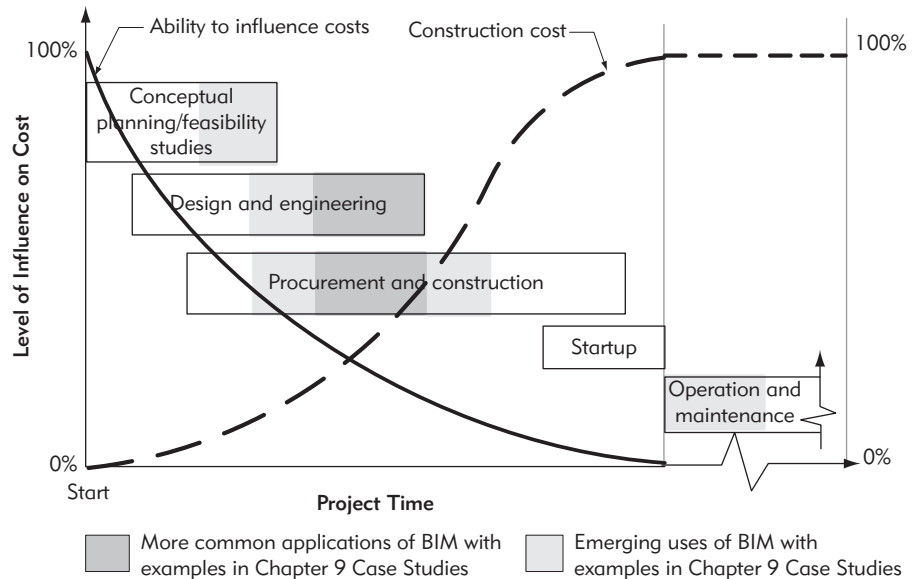 Ability to influence costs
Construction cost
100%
100%
Conceptual
planning/feasibility
studies
Design and engineering
Procurement and construction
Startup
Operation and
maintenance
Level of Influence on Cost
0%
0%
Start
Project Time
More common applications of BIM with
examples in Chapter 9 Case Studies
Emerging uses of BIM with
examples in Chapter 9 Case Studies